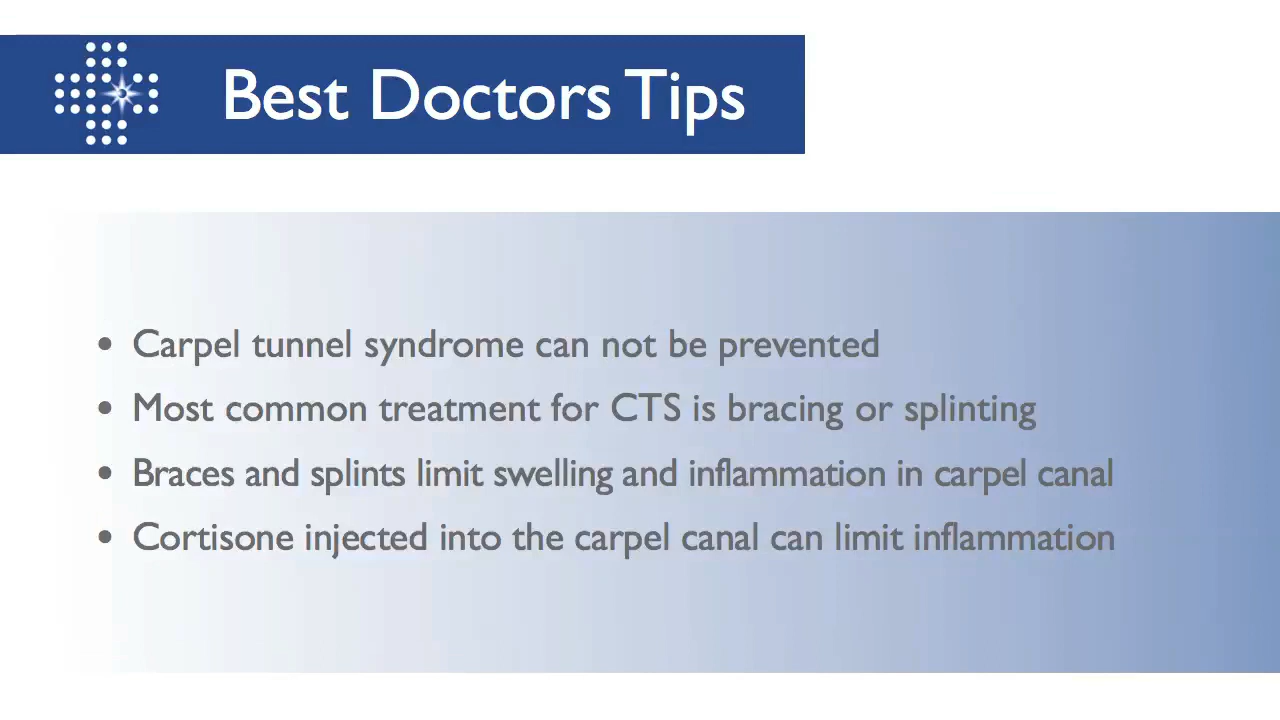 Best Doctors Tips
• Carpel tunnel syndrome can not be prevented
• Most common treatment for CTS is bracing or splinting
• Braces and splints limit swelling and inflammation in carpel canal
• Cortisone injected into the carpel canal can limit inflammation